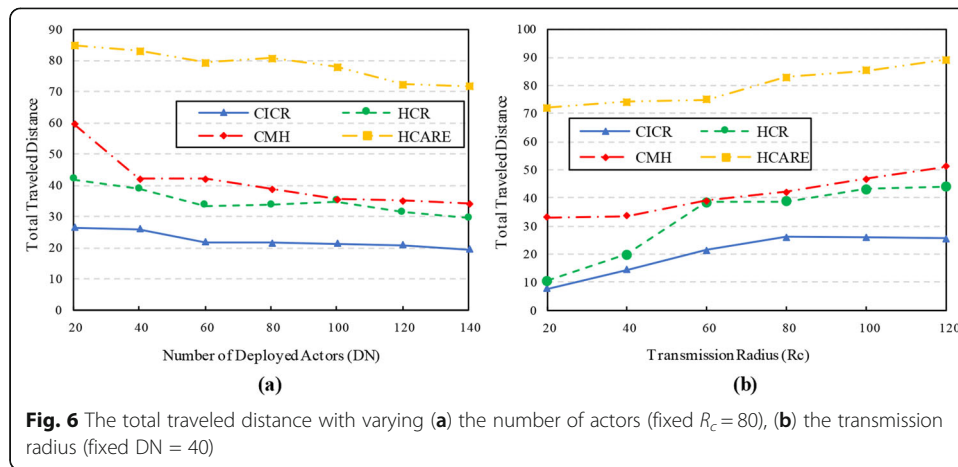 90
80
70
60
50
40
30
20
10
0
Total Traveled Distance
CICR
HCR
CMH
HCARE
20 40 60 80 100 120 140
Number of Deployed Actors (DN)
(a)
100
90
80
70
60
50
40
30
20
10
0
Total Traveled Distance
CICR
HCR
CMH
HCARE
20 40 60 80 100 120
Transmission Radius (Rc)
(b)
Fig. 6 The total traveled distance with varying (a) the number of actors (fixed Rc = 80), (b) the transmission
radius (fixed DN = 40)